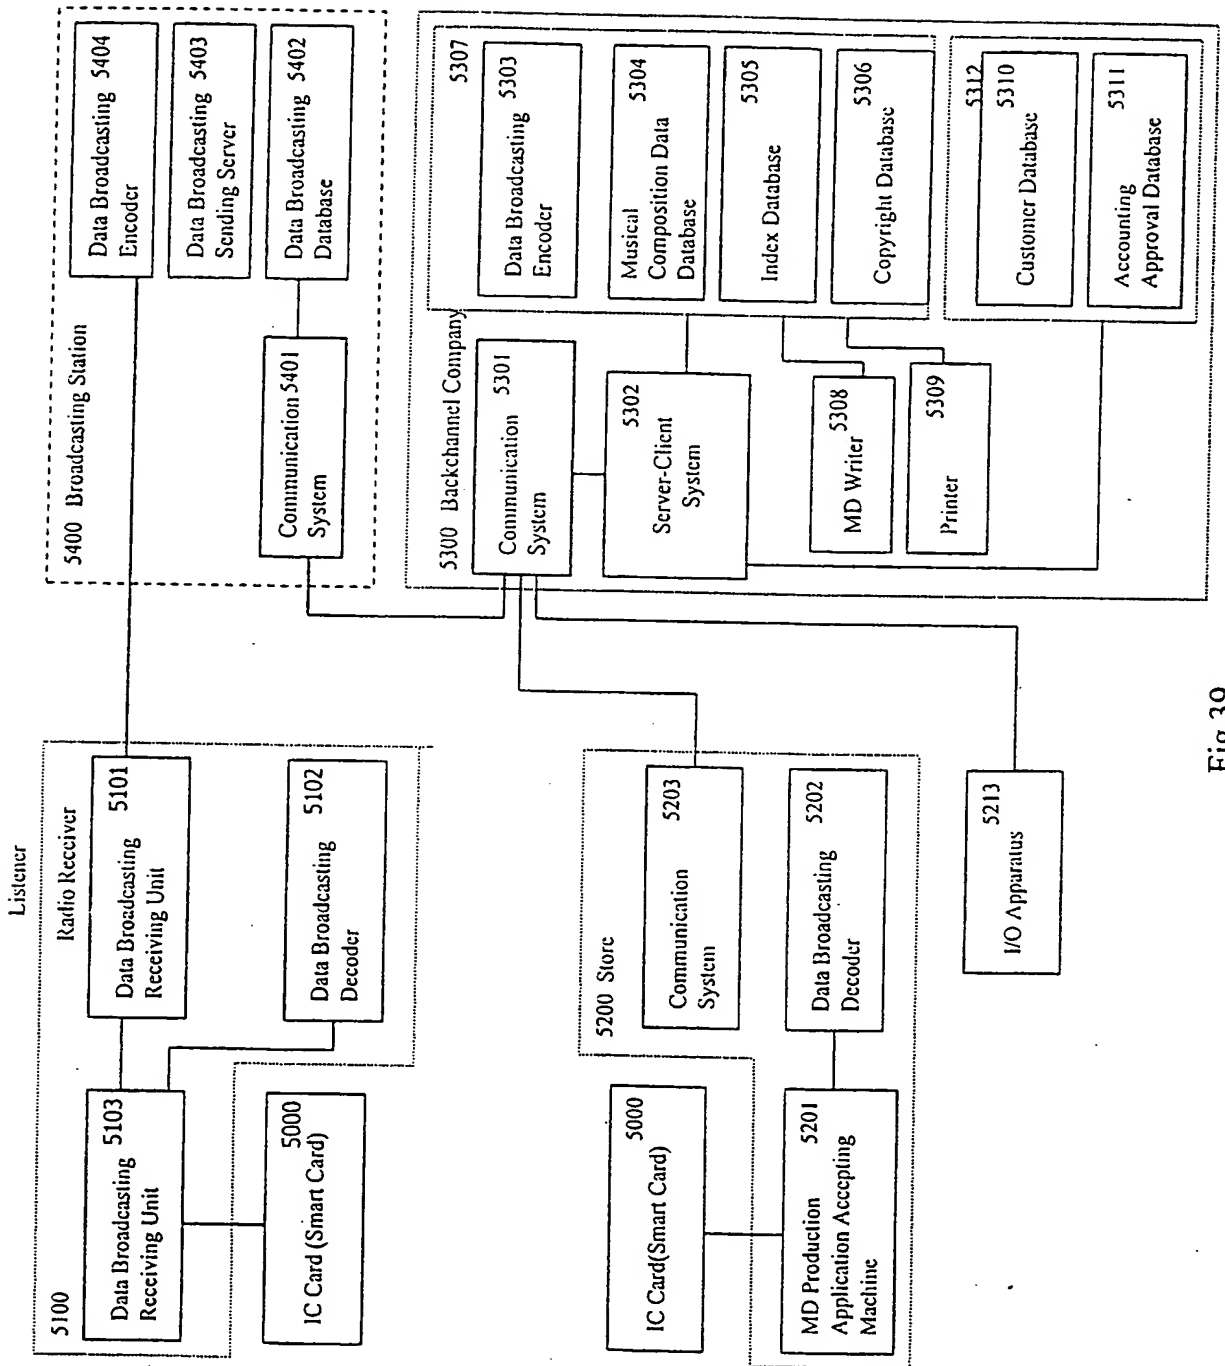 Listener
5100
Radio Receiver
5103
Data Broadcasting
Receiving Unit
5101
Data Broadcasting
Receiving Unit
5102
Data Broadcasting
Decoder
5000
IC Card (Smart Card)
5400 Broadcasting Station
Data Broadcasting 5404
Encoder
Data Broadcasting 5403
Sending Server
Data Broadcasting 5402
Database
Communication 5401
System
5200 Store
5203
Communication
System
5202
Data Broadcasting
Decoder
5000
IC Card(Smart Card)
5201
MD Production
Application Accepting
Machine
5213
I/O Apparatus
5300 Backchannel Company
5301
Communication
System
5302
Server-Client
System
5307
5303
Data Broadcasting
Encoder
5304
Musical
Composition Data
Database
5305
Index Database
5306
Copyright Database
5308
MD Writer
5309
Printer
5312
5310
Customer Database
5311
Accounting
Approval Database
Fig.39